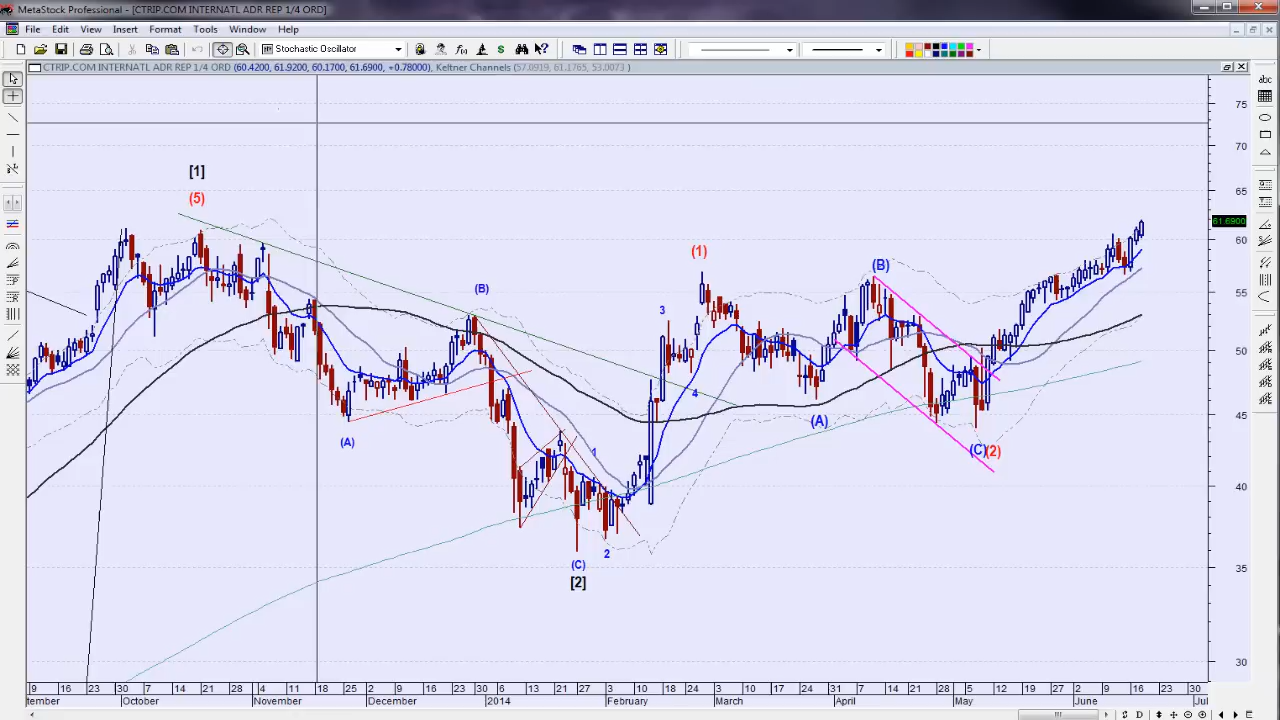 MetaStock Professional - [CTRIP.COM INTERNATL ADR REP 1/4 ORD]
File Edit View Insert Format Tools Window Help
Stochastic Oscillator
CTRIP.COM INTERNATL ADR REP 1/4 ORD (60.4200, 61.9200, 60.1700, 61.6900, +0.78000), Keltner Channels (57.6919, 61.1765, 53.0073 )
abc
75
70
[1]
65
(5)
61.6900
60
(1)
(B)
(B)
55
3
50
4
45
(A)
(A)
1
(C)
(2)
40
2
(C)
35
[2]
30
9 16 23 30 7 14 21 28 4 11 18 25 2 9 16 23 30 6 13 21 27 3 10 18 24 3 10 17 24 31 7 14 21 28 5 12 19 27 2 9 16 23 30
tember October November December 2014 February March April May June Jul
D